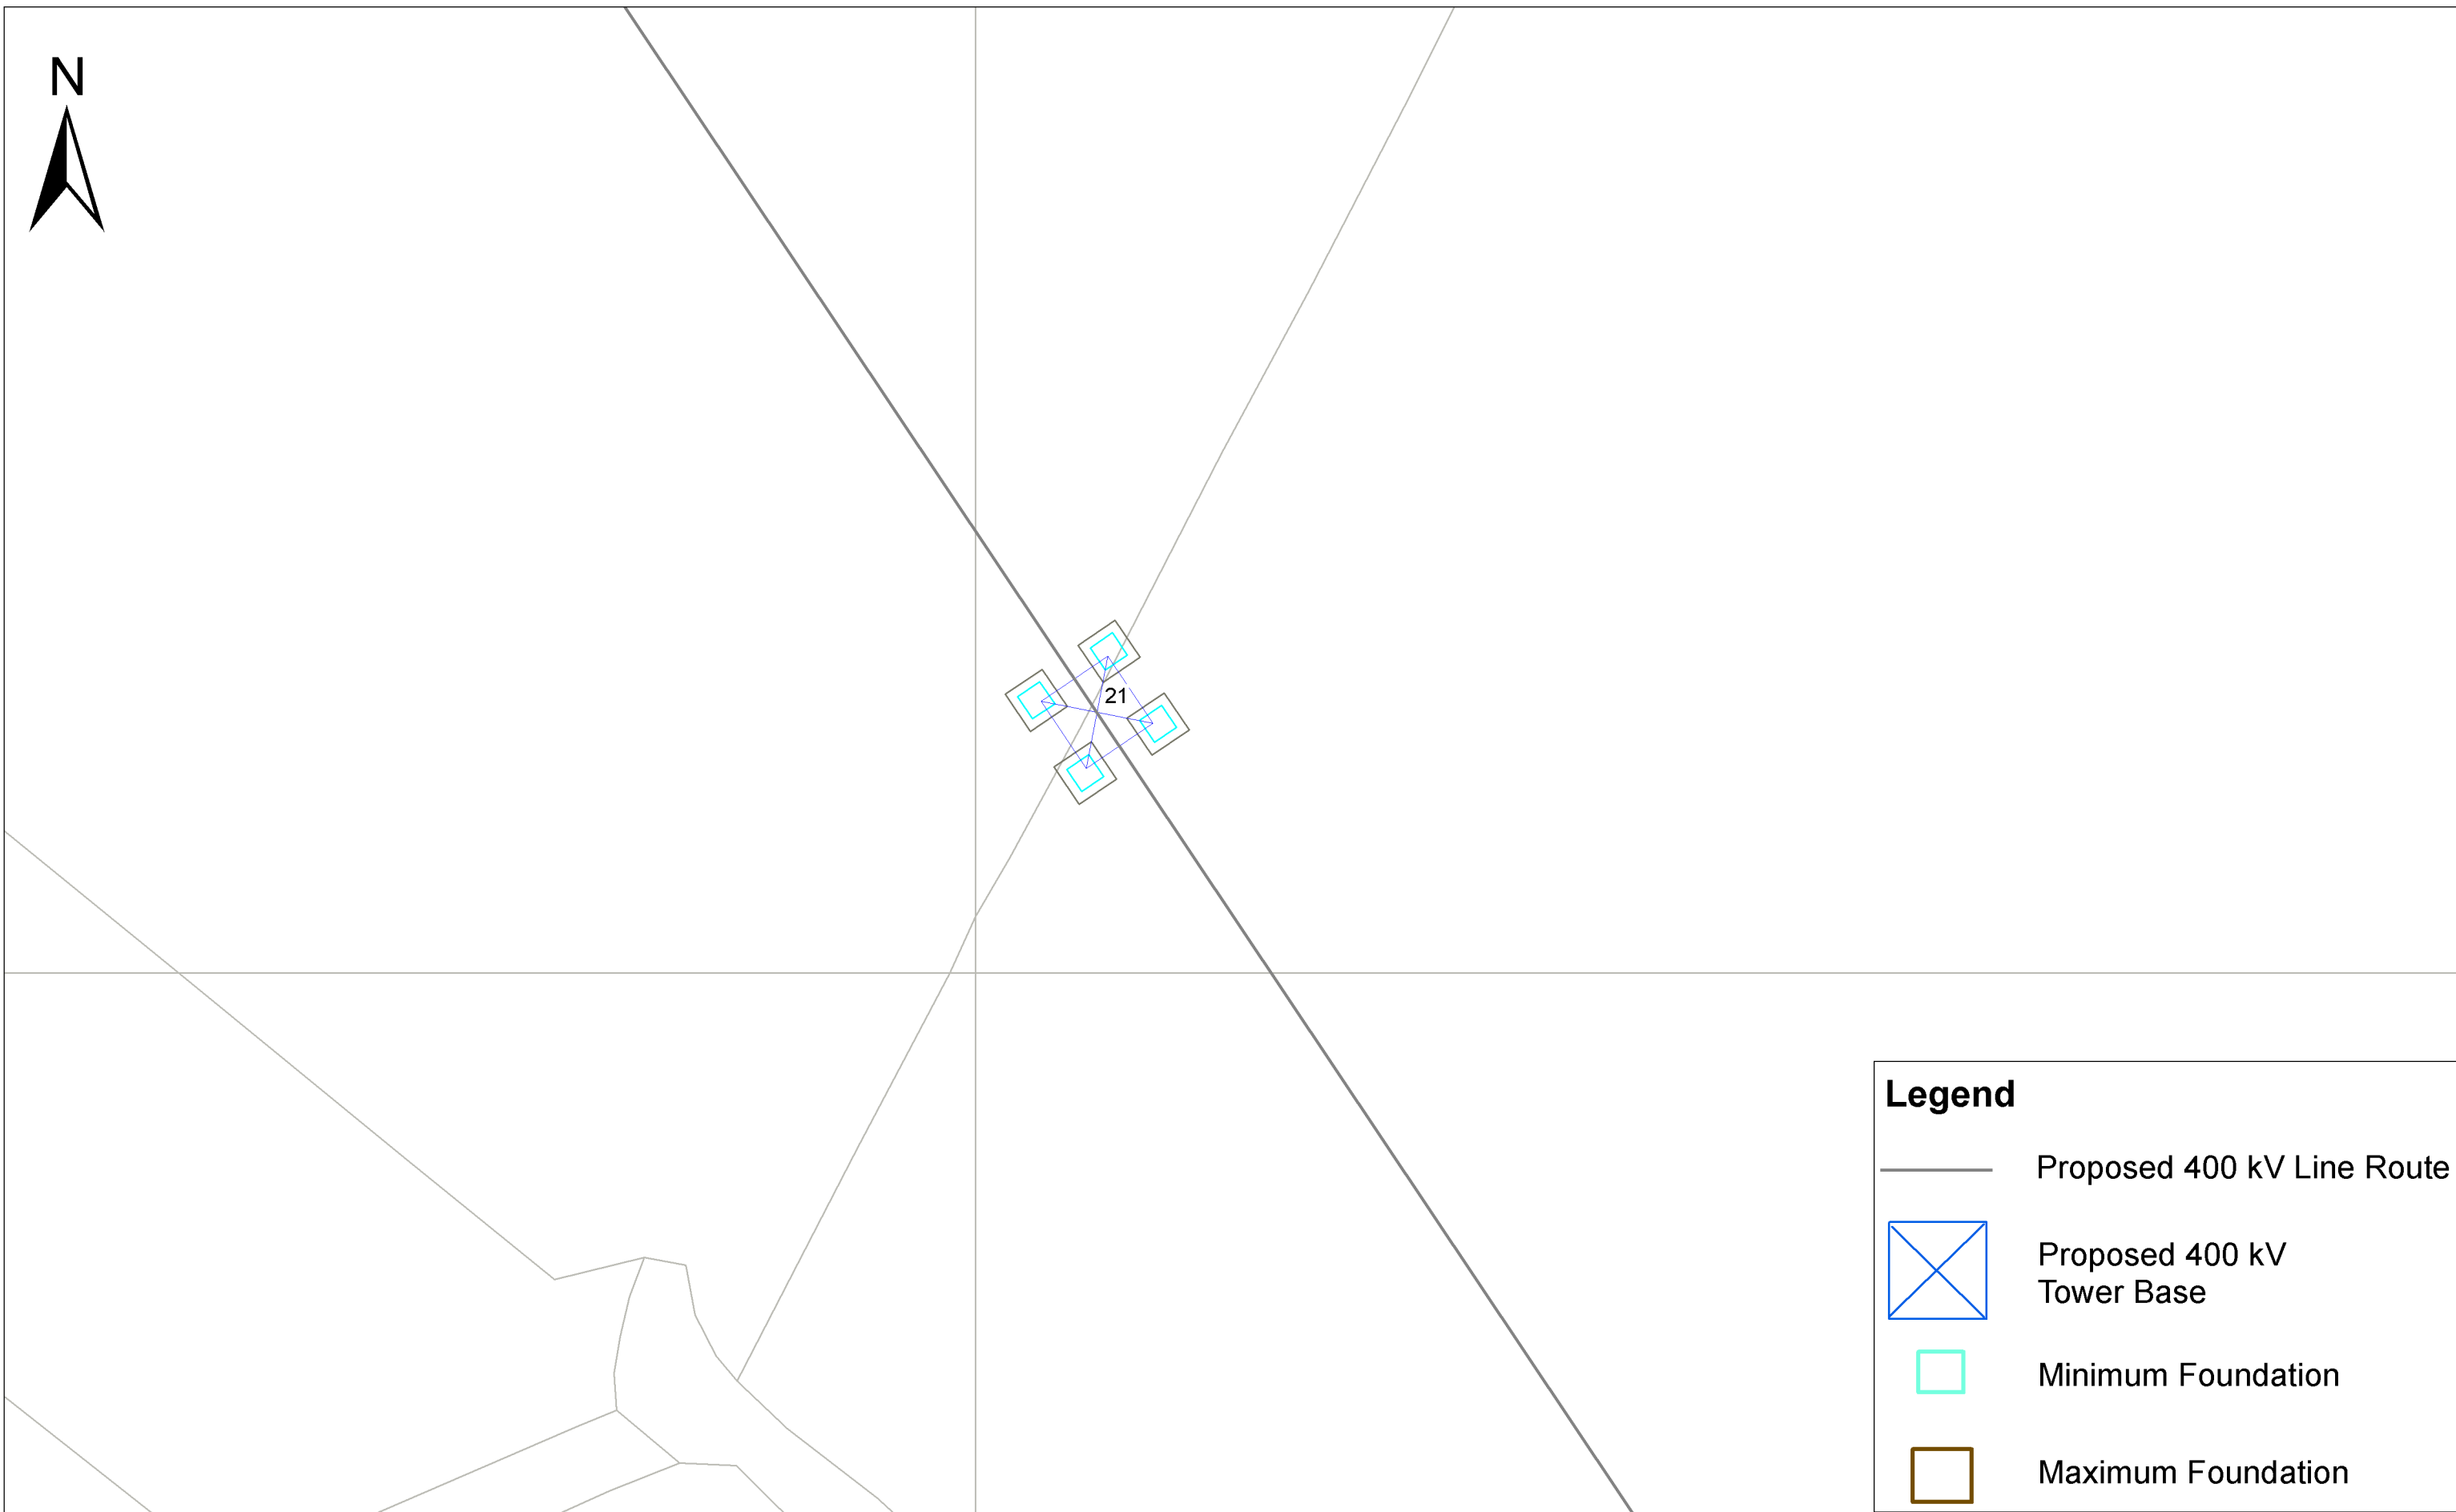 N
21
Legend
Proposed 400 kV Line Route
Proposed 400 kV
Tower Base
Minimum Foundation
Maximum Foundation